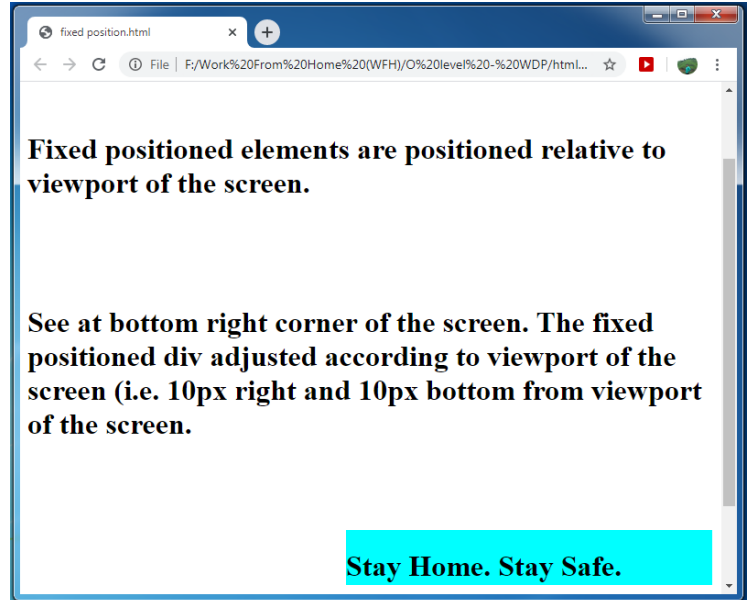 fixed position.html
File | F:/Work%20From%20Home%20(WFH)/O%20level%20-%20WDP/html...
Fixed positioned elements are positioned relative to
viewport of the screen.
See at bottom right corner of the screen. The fixed
positioned div adjusted according to viewport of the
screen (i.e. 10px right and 10px bottom from viewport
of the screen.
Stay Home. Stay Safe.